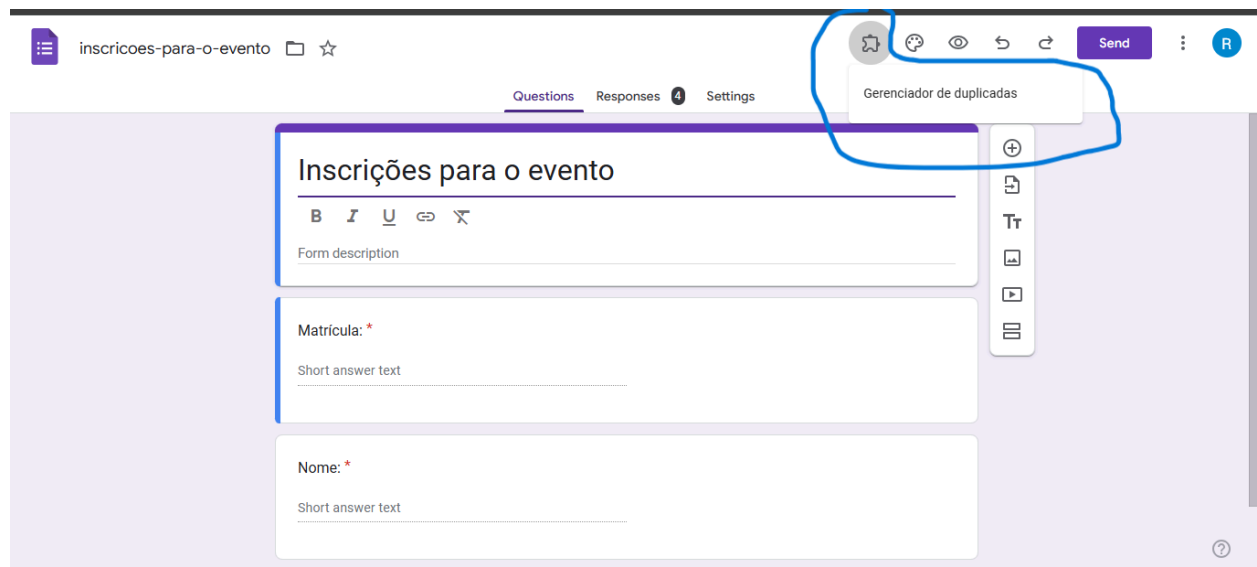 inscricoes-para-o-evento
Send
R
Questions Responses 4 Settings
Gerenciador de duplicadas
Inscrições para o evento
B I U
Form description
Matrícula: *
Short answer text
Nome: *
Short answer text
Tт